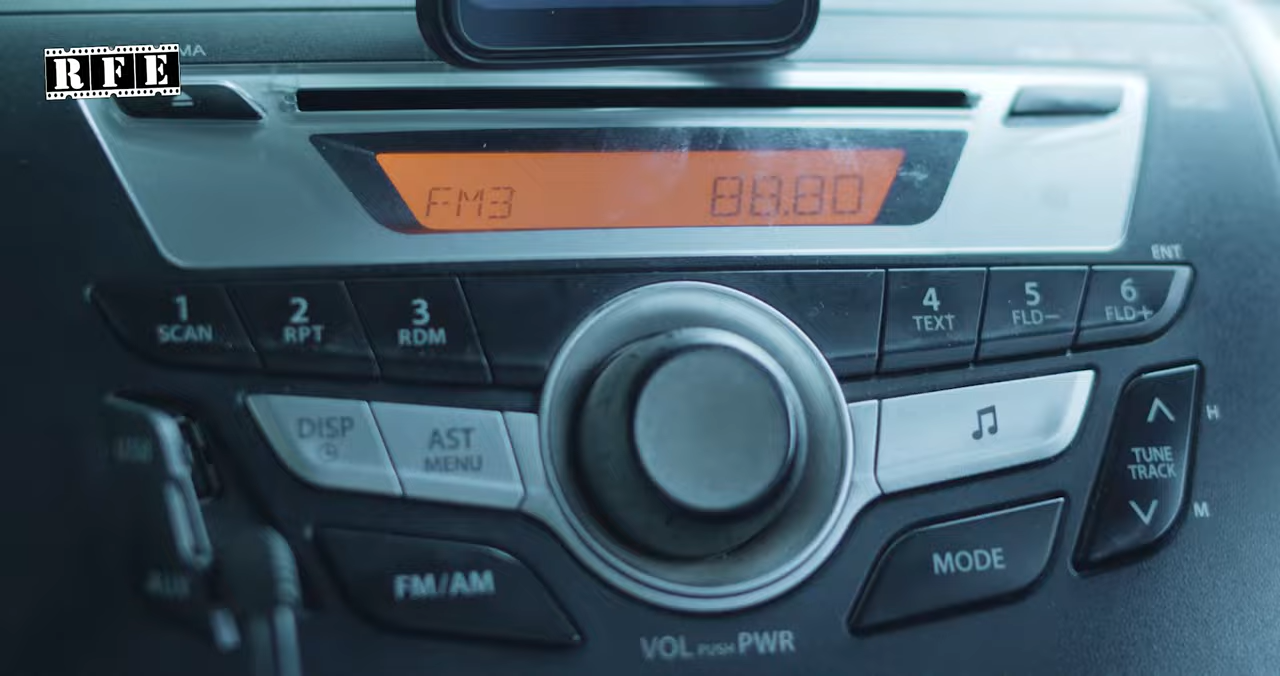 RFE
MA
FM3 88.80
ENT
1 SCAN
2 RPT
3 RDM
4 TEXT
5 FLD−
6 FLD+
DISP
AST MENU
TUNE TRACK
H
M
AUX
FM/AM
MODE
VOL PUSH PWR